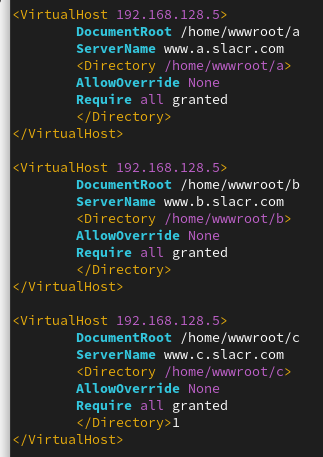 <VirtualHost 192.168.128.5>
        DocumentRoot /home/wwwroot/a
        ServerName www.a.slacr.com
        <Directory /home/wwwroot/a>
        AllowOverride None
        Require all granted
        </Directory>
</VirtualHost>

<VirtualHost 192.168.128.5>
        DocumentRoot /home/wwwroot/b
        ServerName www.b.slacr.com
        <Directory /home/wwwroot/b>
        AllowOverride None
        Require all granted
        </Directory>
</VirtualHost>

<VirtualHost 192.168.128.5>
        DocumentRoot /home/wwwroot/c
        ServerName www.c.slacr.com
        <Directory /home/wwwroot/c>
        AllowOverride None
        Require all granted
        </Directory>1
</VirtualHost>